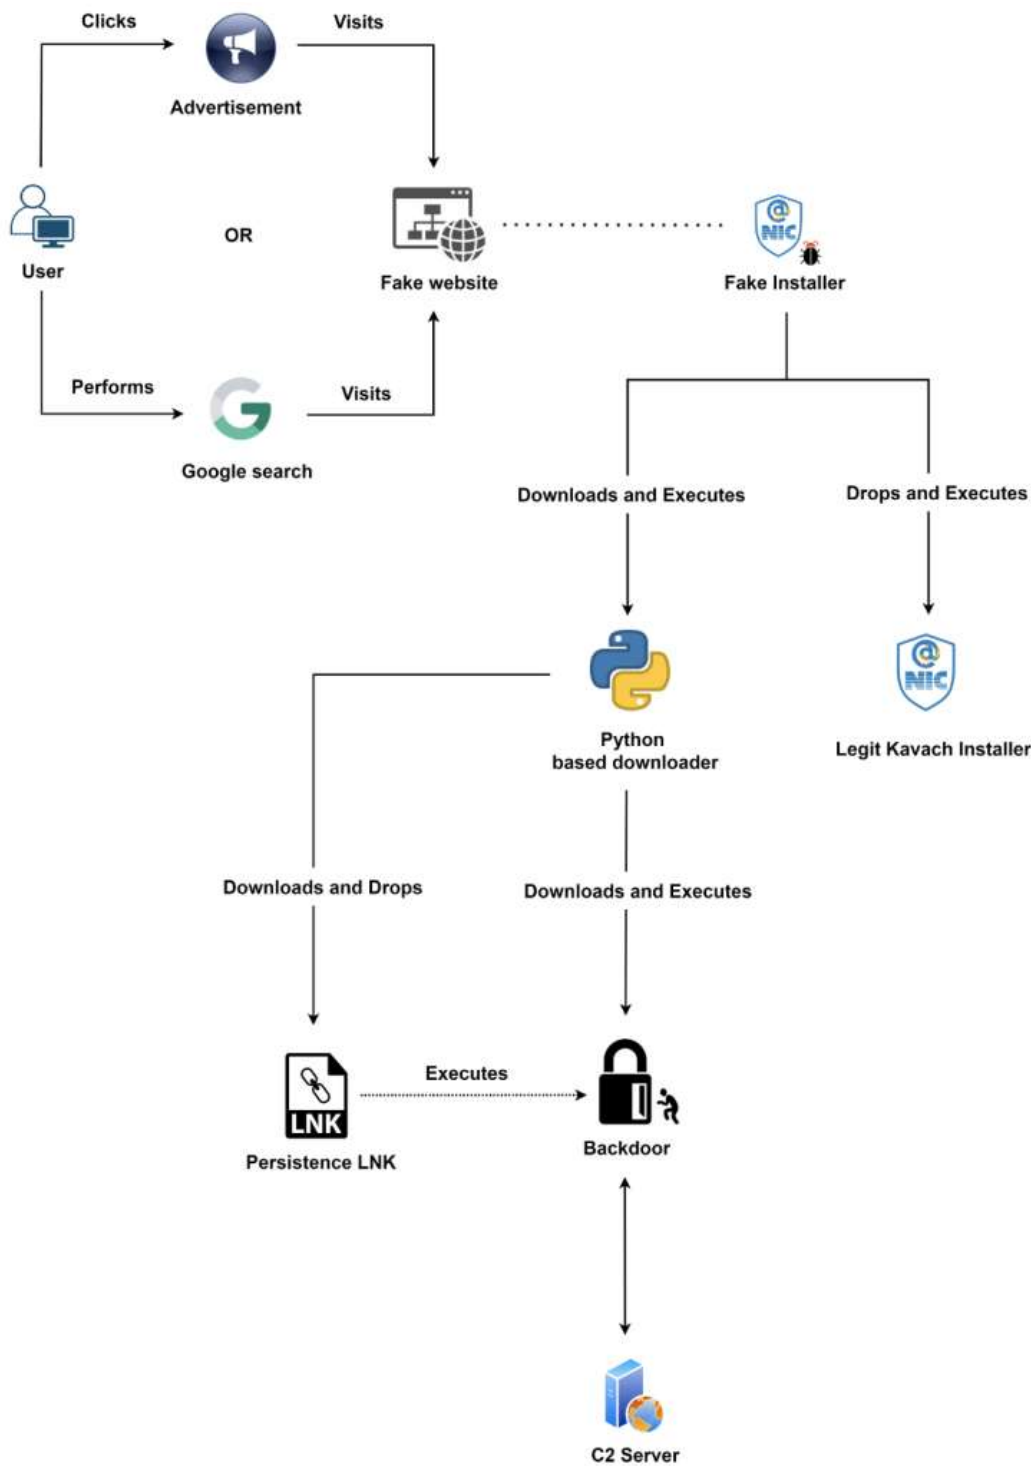 Clicks
Visits
Advertisement
User
OR
@
NIC
Fake website
Fake Installer
Performs
Visits
Google search
Downloads and Executes
Drops and Executes
@
NIC
Python
based downloader
Legit Kavach Installer
Downloads and Drops
Downloads and Executes
LNK
Executes
Persistence LNK
Backdoor
C2 Server